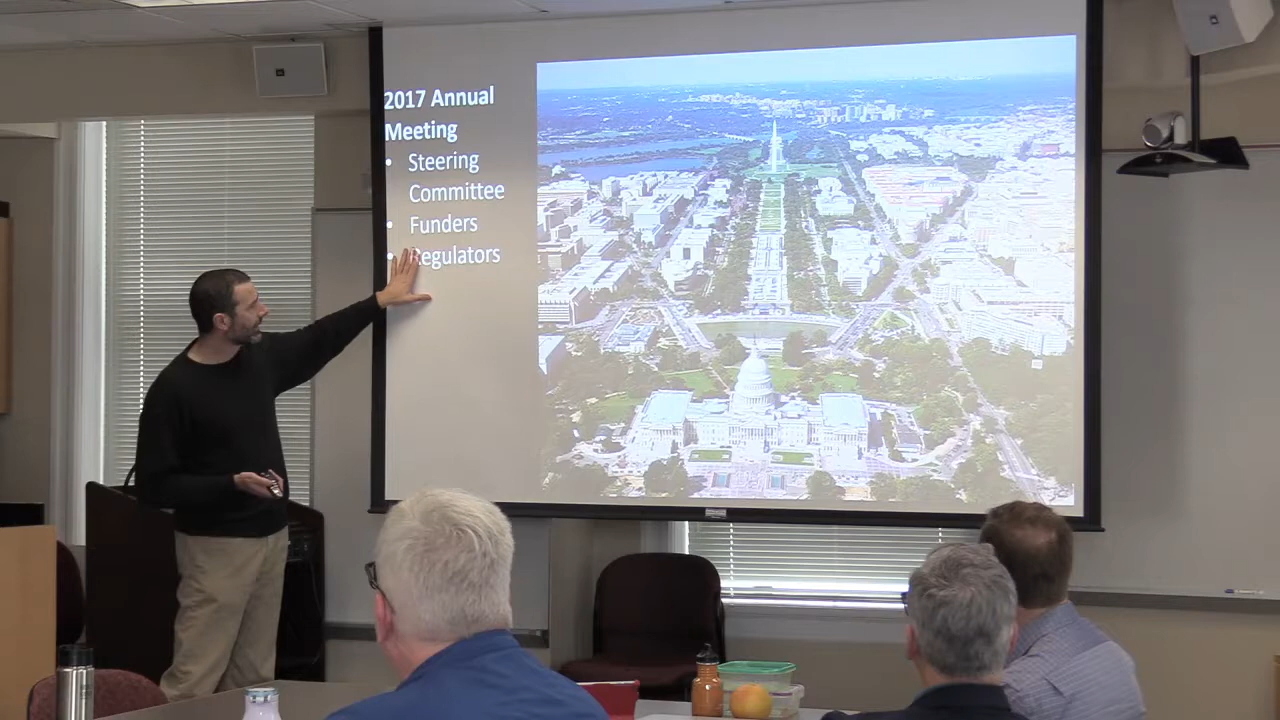 2017 Annual
Meeting
• Steering
Committee
• Funders
• Regulators